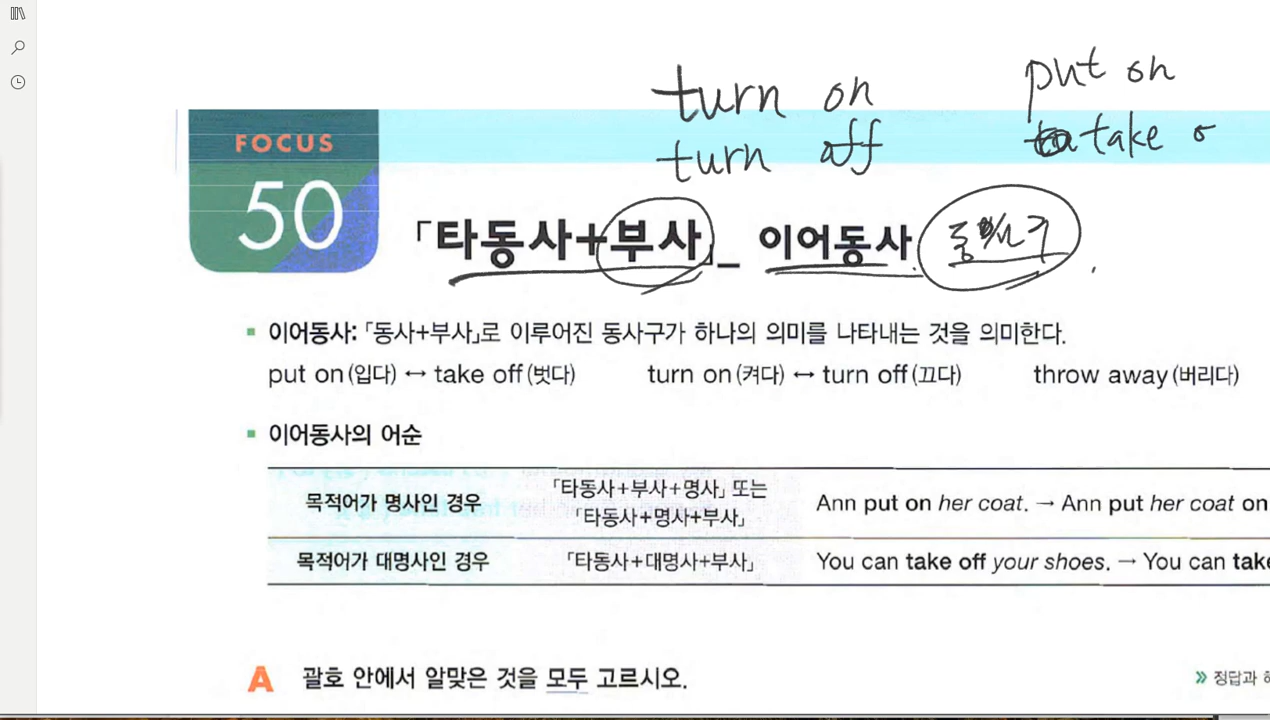 turn on
put on
turn off
take o
FOCUS
50
「타동사+부사」_ 이어동사
이어동사: 「동사+부사」로 이루어진 동사구가 하나의 의미를 나타내는 것을 의미한다.
put on (입다) ↔ take off (벗다) turn on (켜다) ↔ turn off (끄다) throw away (버리다)
이어동사의 어순
목적어가 명사인 경우
「타동사+부사+명사」 또는
「타동사+명사+부사」
Ann put on her coat. → Ann put her coat on
목적어가 대명사인 경우
「타동사+대명사+부사」
You can take off your shoes. → You can take
A 괄호 안에서 알맞은 것을 모두 고르시오.
» 정답과